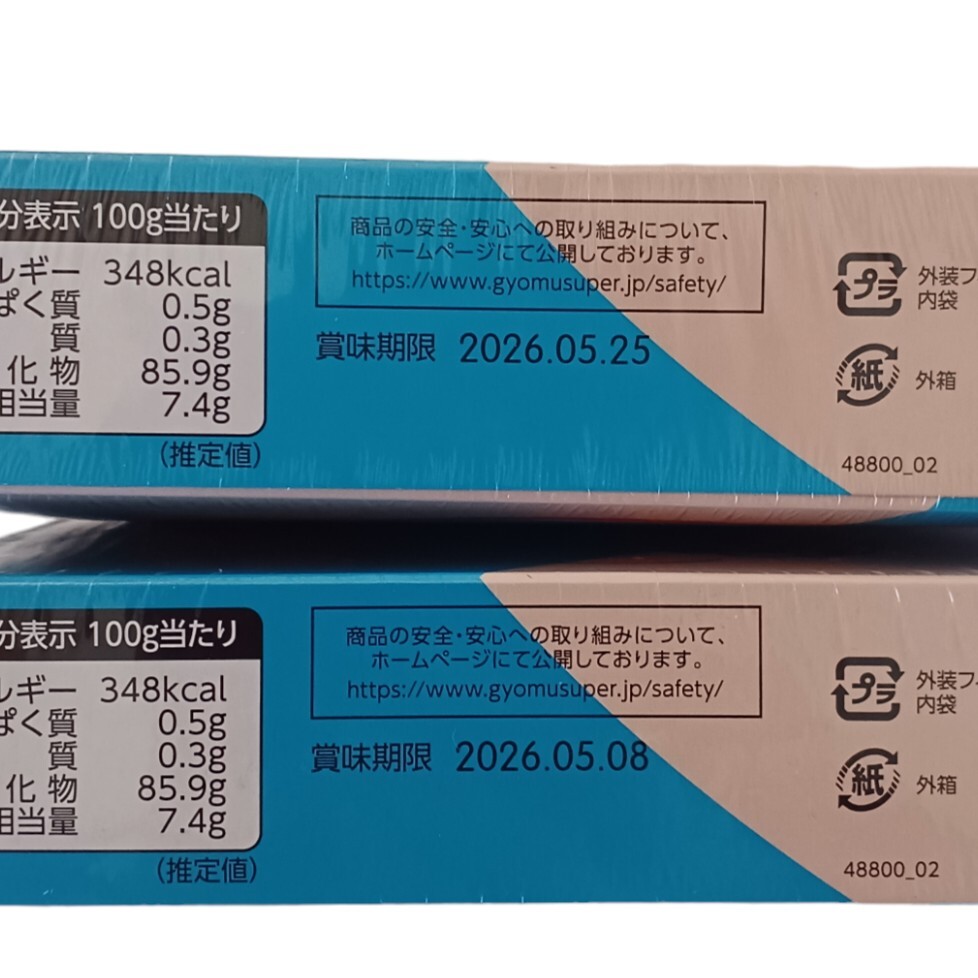 分表示 100g当たり
ルギー 348kcal
ぱく質 0.5g
質 0.3g
化物 85.9g
相当量 7.4g
(推定値)
商品の安全・安心への取り組みについて、
ホームページにて公開しております。
https://www.gyomusuper.jp/safety/
賞味期限 2026.05.25
プラ
外装フ
内袋
紙
外箱
48800_02
分表示 100g当たり
ルギー 348kcal
ぱく質 0.5g
質 0.3g
化物 85.9g
相当量 7.4g
(推定値)
商品の安全・安心への取り組みについて、
ホームページにて公開しております。
https://www.gyomusuper.jp/safety/
賞味期限 2026.05.08
プラ
外装フ
内袋
紙
外箱
48800_02